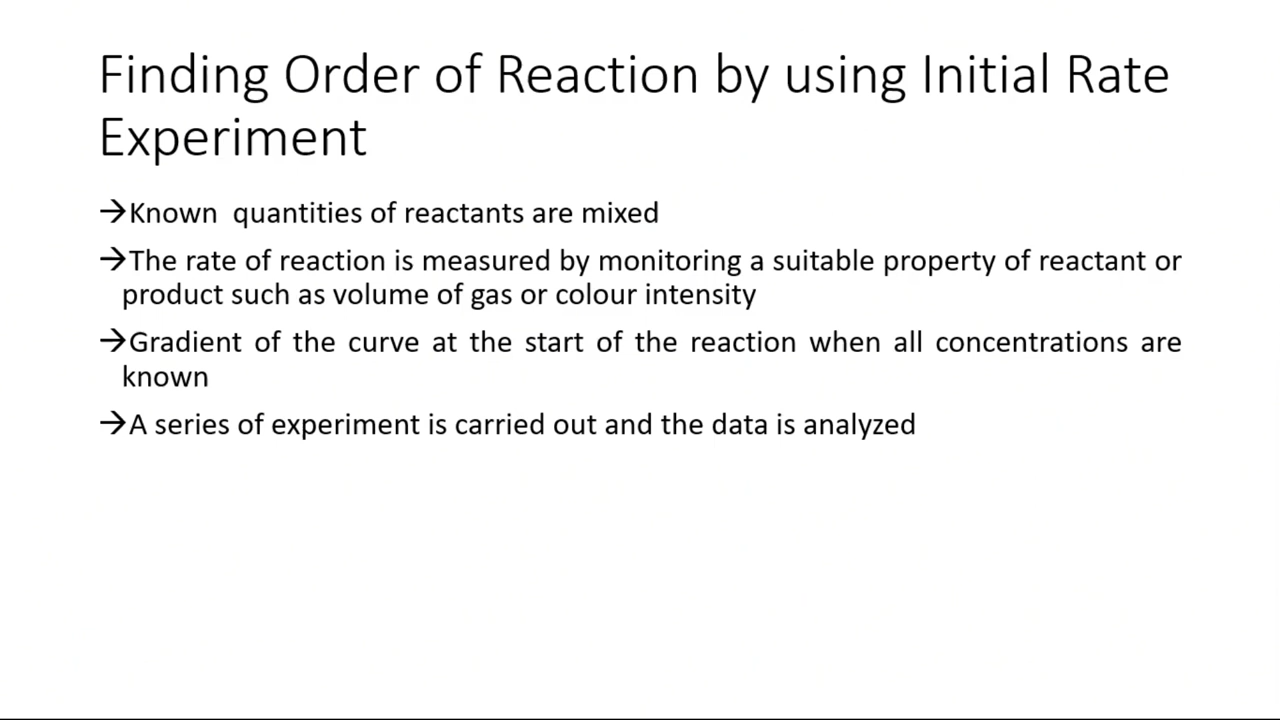 Finding Order of Reaction by using Initial Rate
Experiment
→Known  quantities of reactants are mixed
→The rate of reaction is measured by monitoring a suitable property of reactant or
product such as volume of gas or colour intensity
→Gradient of the curve at the start of the reaction when all concentrations are
known
→A series of experiment is carried out and the data is analyzed